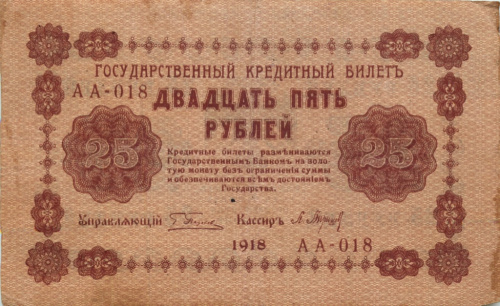 ГОСУДАРСТВЕННЫЙ КРЕДИТНЫЙ БИЛЕТЪ
АА-018
ДВАДЦАТЬ ПЯТЬ
РУБЛЕЙ
25
25
Кредитные билеты размѣниваются
Государственнымъ Банкомъ на золо-
тую монету безъ ограниченія суммы
и обезпечиваются всѣмъ достояніемъ
Государства.
Управляющій
Кассиръ
1918
АА-018